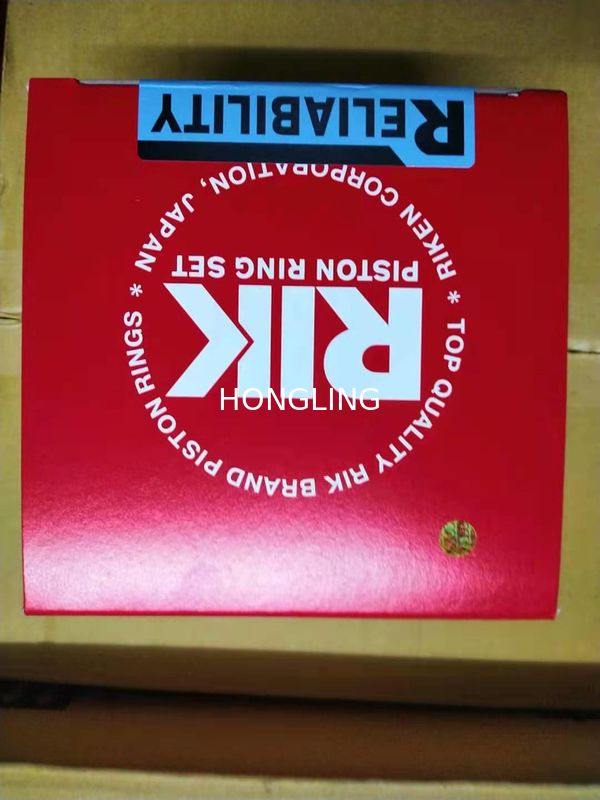 RELIABILITY
TOP QUALITY RIK BRAND PISTON RINGS
RIK
PISTON RING SET
* RIKEN CORPORATION, JAPAN *
HONGLING